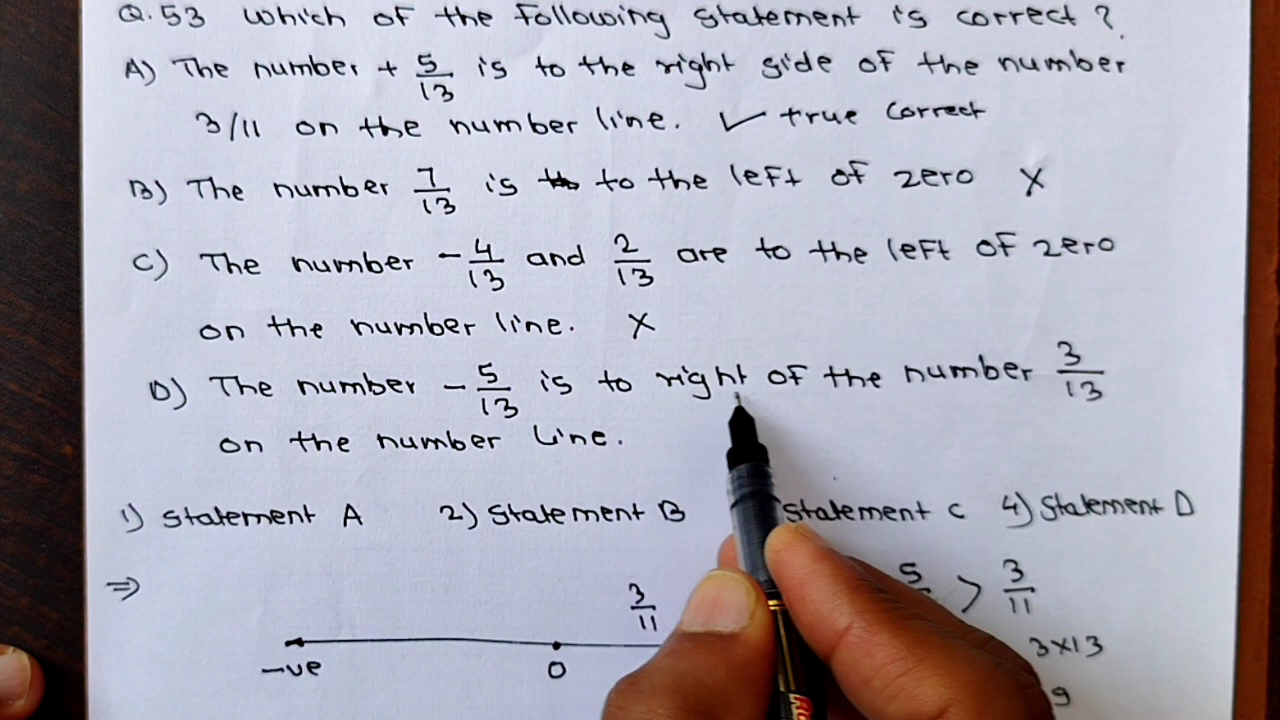 Q.53 Which of the following statement is correct ?
A) The number + 5/13 is to the right side of the number
3/11 on the number line. ✓ true correct
B) The number 7/13 is to the left of zero X
C) The number - 4/13 and 2/13 are to the left of zero
on the number line. X
D) The number - 5/13 is to right of the number 3/13
on the number line.
1) Statement A 2) Statement B Statement C 4) Statement D
⇒ 3/11 5 > 3/11
3x13
-ve 0 9